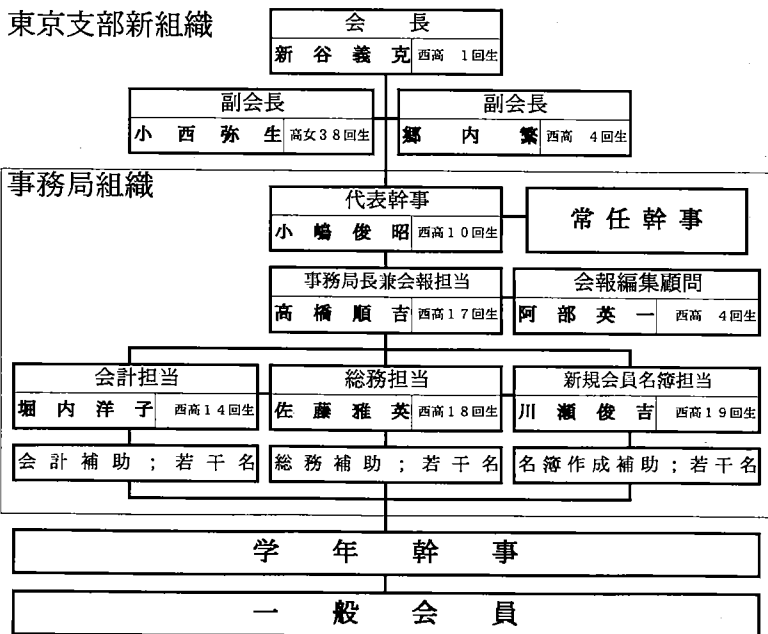 東京支部新組織
会長
新谷義克 西高 1回生
副会長
小西弥生 高女38回生
副会長
郷内繁 西高 4回生
事務局組織
代表幹事
小嶋俊昭 西高10回生
常任幹事
事務局長兼会報担当
高橋順吉 西高17回生
会報編集顧問
阿部英一 西高 4回生
会計担当
堀内洋子 西高14回生
総務担当
佐藤雅英 西高18回生
新規会員名簿担当
川瀬俊吉 西高19回生
会計補助；若干名
総務補助；若干名
名簿作成補助；若干名
学年幹事
一般会員